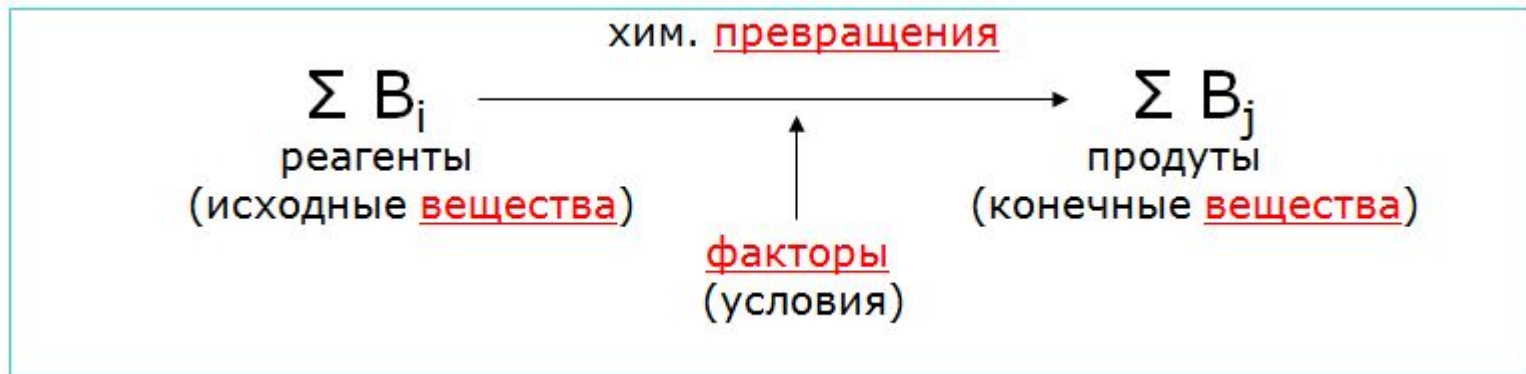 хим. превращения
Σ Bi Σ Bj
реагенты продуты
(исходные вещества) (конечные вещества)
факторы
(условия)